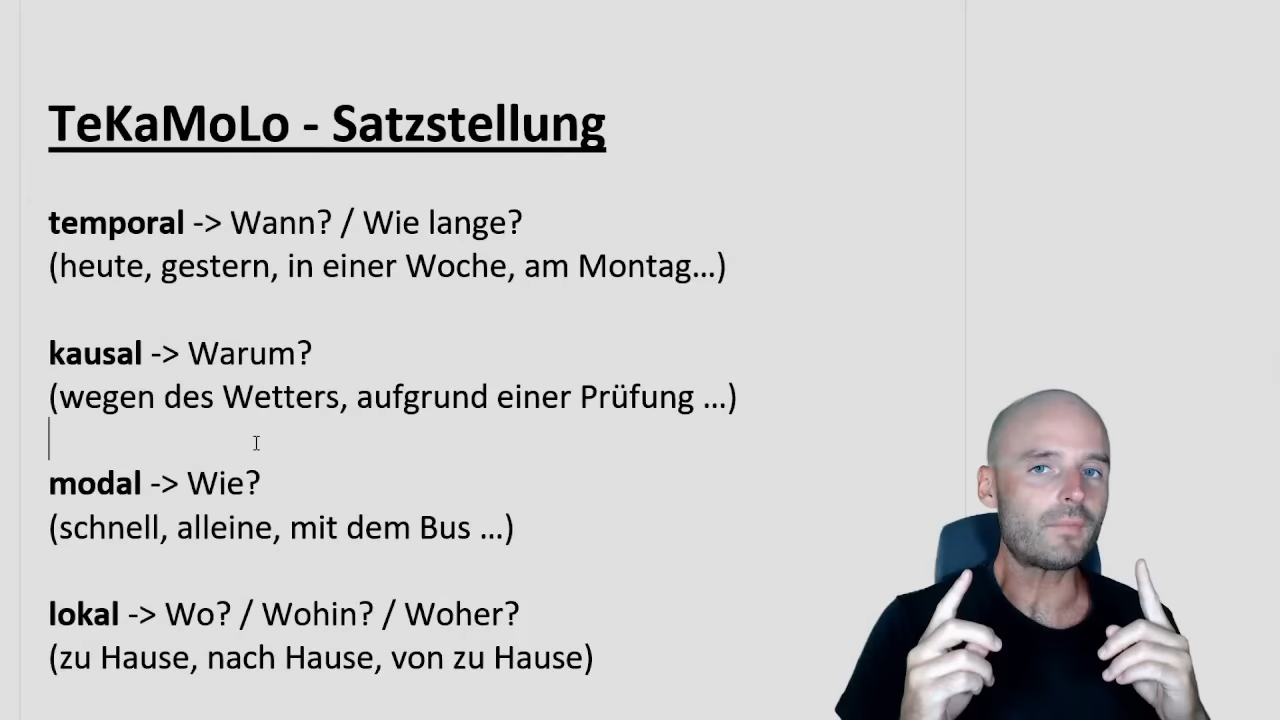 TeKaMoLo - Satzstellung
temporal -> Wann? / Wie lange?
(heute, gestern, in einer Woche, am Montag…)
kausal -> Warum?
(wegen des Wetters, aufgrund einer Prüfung …)
modal -> Wie?
(schnell, alleine, mit dem Bus …)
lokal -> Wo? / Wohin? / Woher?
(zu Hause, nach Hause, von zu Hause)